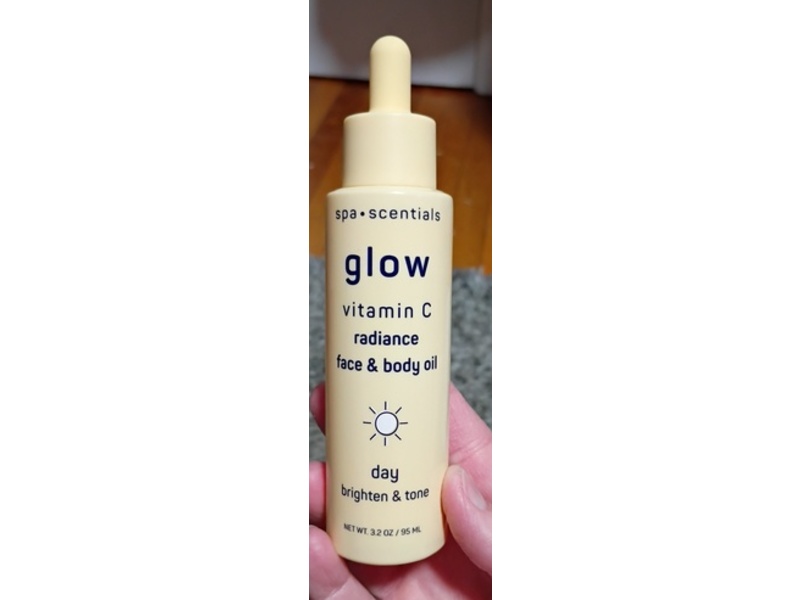 spa•scentials
glow
vitamin C
radiance
face & body oil
day
brighten & tone
NET WT. 3.2 OZ / 95 ML